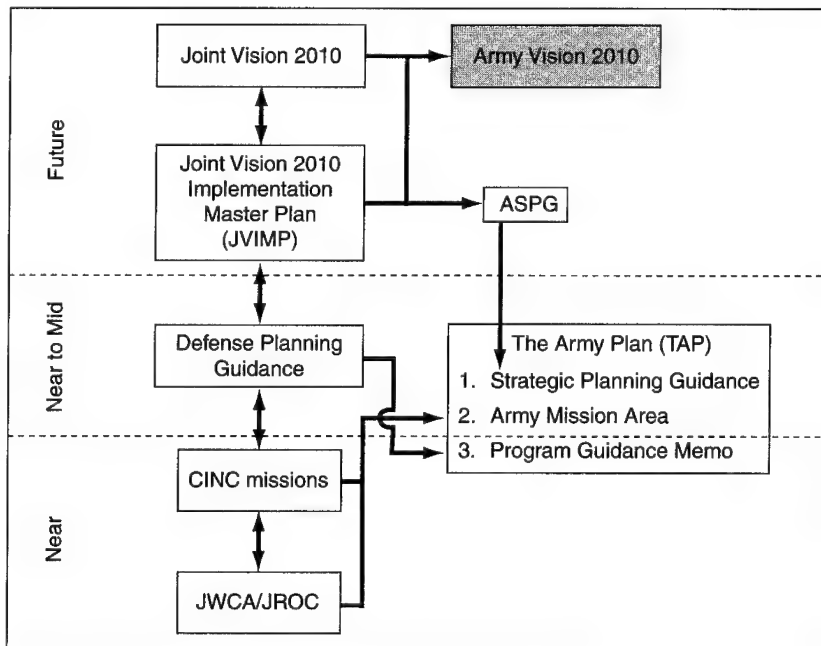 Future
Joint Vision 2010
Army Vision 2010
Joint Vision 2010
Implementation
Master Plan
(JVIMP)
ASPG
Near to Mid
Defense Planning
Guidance
The Army Plan (TAP)
1. Strategic Planning Guidance
2. Army Mission Area
3. Program Guidance Memo
Near
CINC missions
JWCA/JROC